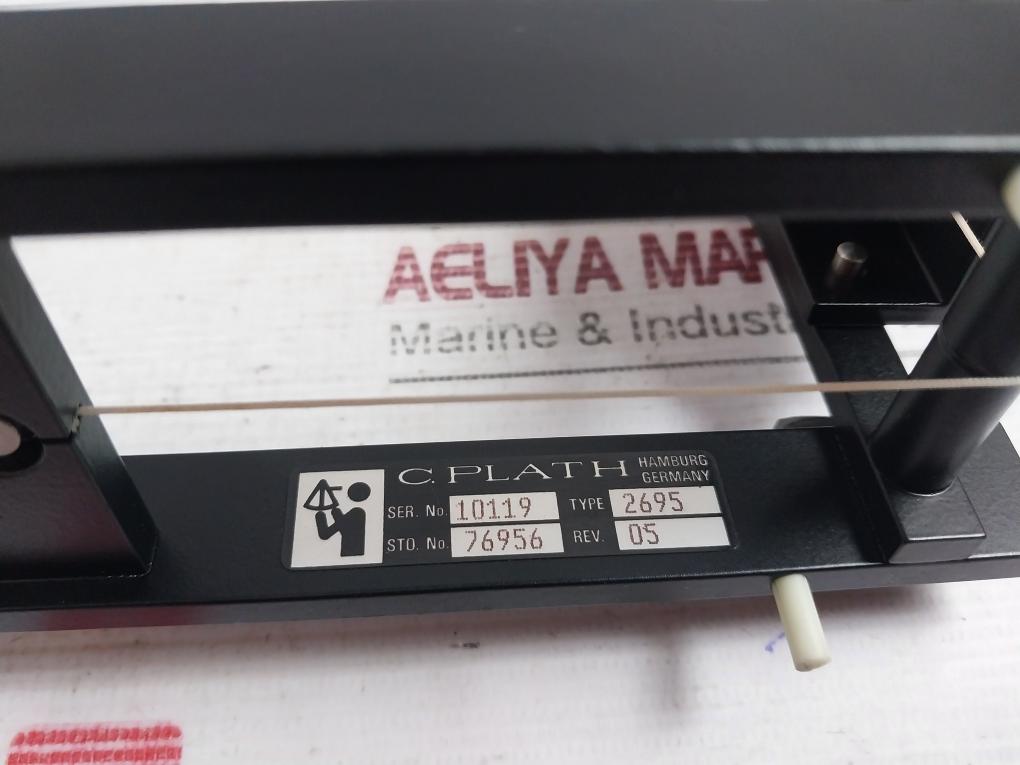 AELIYA MAR
Marine & Indust
C. PLATH HAMBURG GERMANY
SER. No. 10119 TYPE 2695
STO. No. 76956 REV. 05